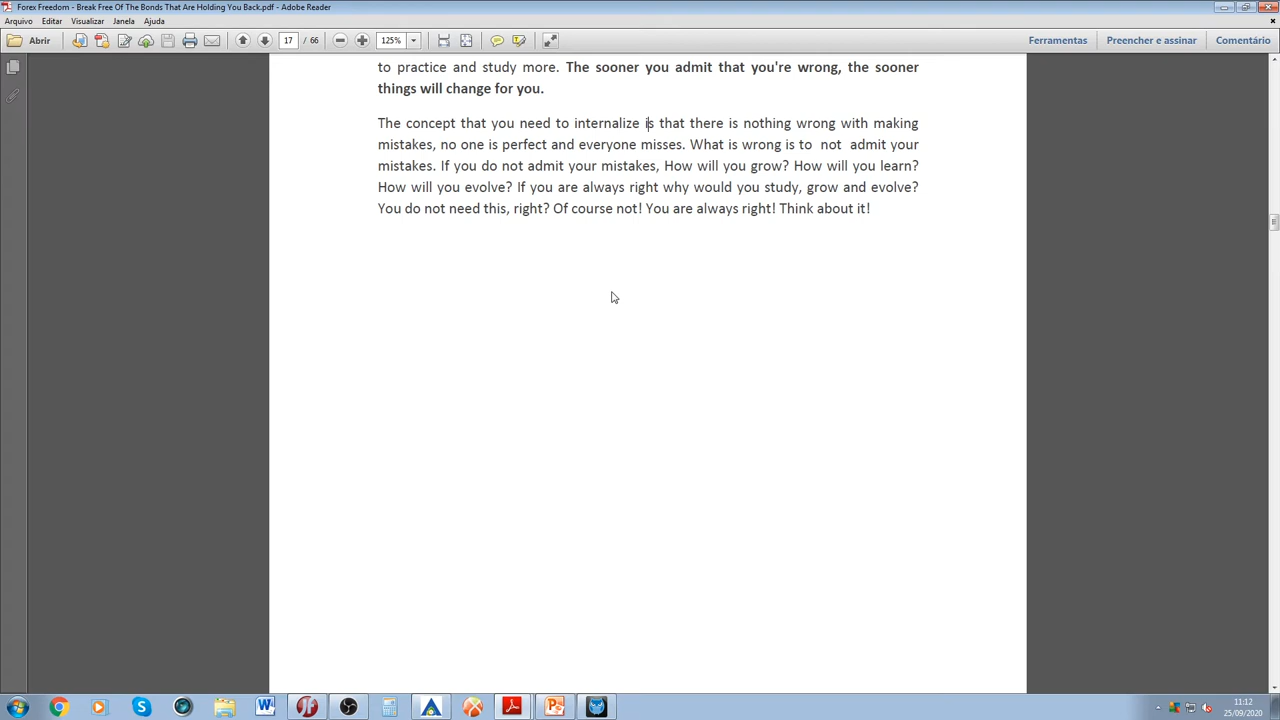 Forex Freedom - Break Free Of The Bonds That Are Holding You Back.pdf - Adobe Reader
Arquivo Editar Visualizar Janela Ajuda
Abrir 17 / 66 125% Ferramentas Preencher e assinar Comentário
to practice and study more. The sooner you admit that you're wrong, the sooner
things will change for you.
The concept that you need to internalize is that there is nothing wrong with making
mistakes, no one is perfect and everyone misses. What is wrong is to not admit your
mistakes. If you do not admit your mistakes, How will you grow? How will you learn?
How will you evolve? If you are always right why would you study, grow and evolve?
You do not need this, right? Of course not! You are always right! Think about it!
11:12
25/09/2020